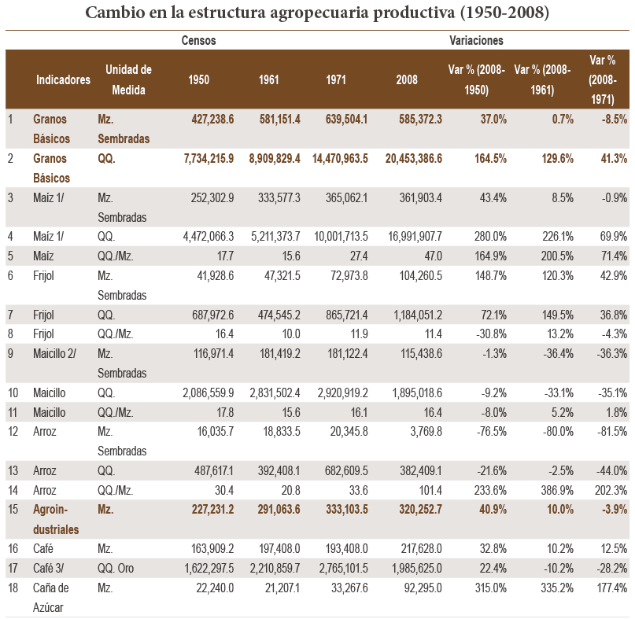 Cambio en la estructura agropecuaria productiva (1950-2008)
Censos Variaciones
Indicadores Unidad de Medida 1950 1961 1971 2008 Var % (2008-1950) Var % (2008-1961) Var % (2008-1971)
1 Granos Básicos Mz. Sembradas 427,238.6 581,151.4 639,504.1 585,372.3 37.0% 0.7% -8.5%
2 Granos Básicos QQ. 7,734,215.9 8,909,829.4 14,470,963.5 20,453,386.6 164.5% 129.6% 41.3%
3 Maíz 1/ Mz. Sembradas 252,302.9 333,577.3 365,062.1 361,903.4 43.4% 8.5% -0.9%
4 Maíz 1/ QQ. 4,472,066.3 5,211,373.7 10,001,713.5 16,991,907.7 280.0% 226.1% 69.9%
5 Maíz QQ./Mz. 17.7 15.6 27.4 47.0 164.9% 200.5% 71.4%
6 Frijol Mz. Sembradas 41,928.6 47,321.5 72,973.8 104,260.5 148.7% 120.3% 42.9%
7 Frijol QQ. 687,972.6 474,545.2 865,721.4 1,184,051.2 72.1% 149.5% 36.8%
8 Frijol QQ./Mz. 16.4 10.0 11.9 11.4 -30.8% 13.2% -4.3%
9 Maicillo 2/ Mz. Sembradas 116,971.4 181,419.2 181,122.4 115,438.6 -1.3% -36.4% -36.3%
10 Maicillo QQ. 2,086,559.9 2,831,502.4 2,920,919.2 1,895,018.6 -9.2% -33.1% -35.1%
11 Maicillo QQ./Mz. 17.8 15.6 16.1 16.4 -8.0% 5.2% 1.8%
12 Arroz Mz. Sembradas 16,035.7 18,833.5 20,345.8 3,769.8 -76.5% -80.0% -81.5%
13 Arroz QQ. 487,617.1 392,408.1 682,609.5 382,409.1 -21.6% -2.5% -44.0%
14 Arroz QQ./Mz. 30.4 20.8 33.6 101.4 233.6% 386.9% 202.3%
15 Agroin-dustriales Mz. 227,231.2 291,063.6 333,103.5 320,252.7 40.9% 10.0% -3.9%
16 Café Mz. 163,909.2 197,408.0 193,408.0 217,628.0 32.8% 10.2% 12.5%
17 Café 3/ QQ. Oro 1,622,297.5 2,210,859.7 2,765,101.5 1,985,625.0 22.4% -10.2% -28.2%
18 Caña de Azúcar Mz. 22,240.0 21,207.1 33,267.6 92,295.0 315.0% 335.2% 177.4%